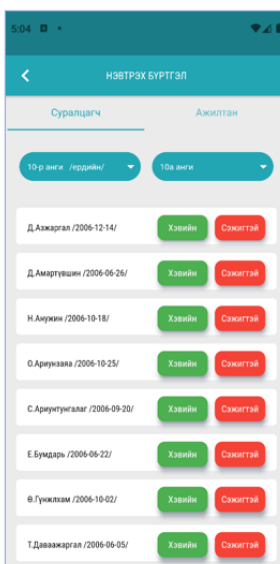 5:04
НЭВТРЭХ БҮРТГЭЛ
Суралцагч Ажилтан
10-р анги /ердийн/ 10а анги
Д.Азжаргал /2006-12-14/ Хэвийн Сэжигтэй
Д.Амартүвшин /2006-06-26/ Хэвийн Сэжигтэй
Н.Анужин /2006-10-18/ Хэвийн Сэжигтэй
О.Ариунзаяа /2006-10-25/ Хэвийн Сэжигтэй
С.Ариунтунгалаг /2006-09-20/ Хэвийн Сэжигтэй
Е.Бумдарь /2006-06-22/ Хэвийн Сэжигтэй
Ө.Гүнжлхам /2006-10-02/ Хэвийн Сэжигтэй
Т.Даваажаргал /2006-06-05/ Хэвийн Сэжигтэй